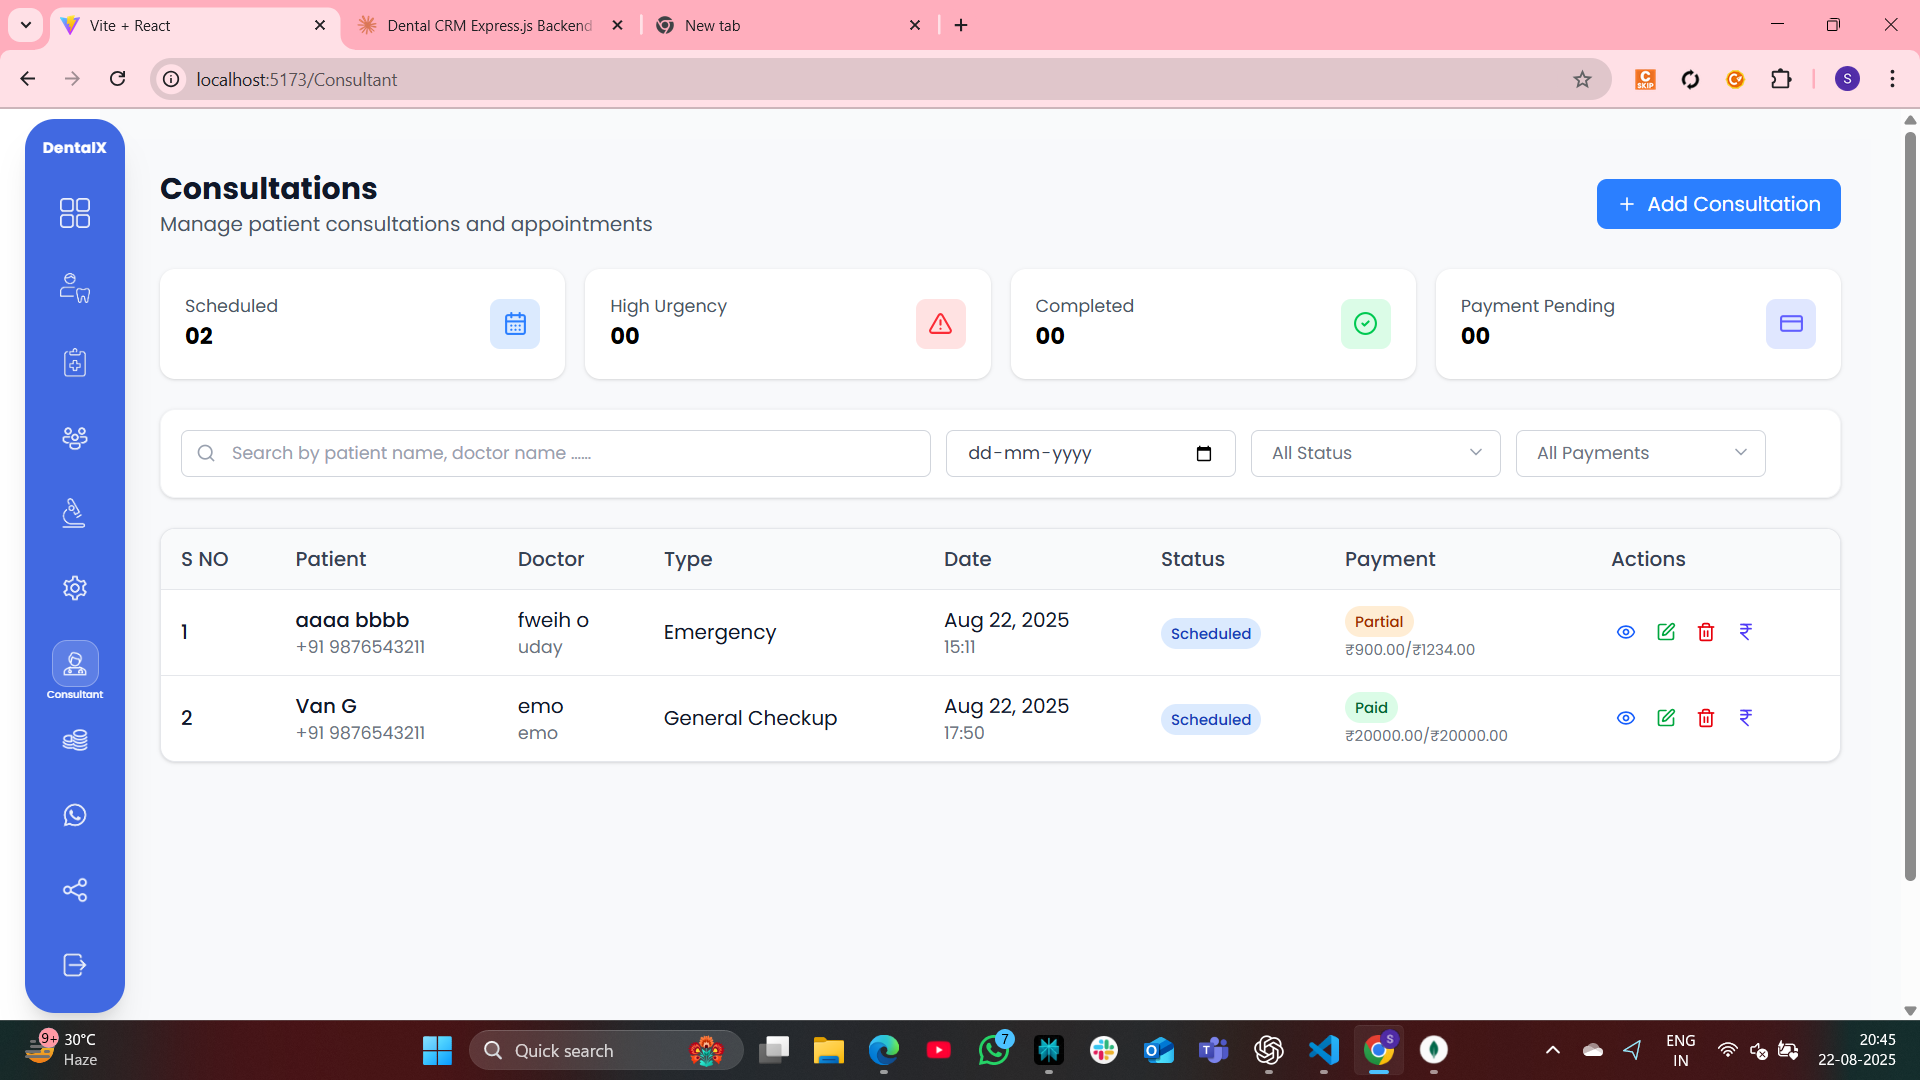 Vite + React
Dental CRM Express.js Backend
New tab
localhost:5173/Consultant
S
C
SKIP
DentalX
Consultations
Manage patient consultations and appointments
+ Add Consultation
Scheduled
02
High Urgency
00
Completed
00
Payment Pending
00
Search by patient name, doctor name ......
dd-mm-yyyy
All Status
All Payments
S NO Patient Doctor Type Date Status Payment Actions
1 aaaa bbbb fweih o Emergency Aug 22, 2025 Scheduled Partial ₹
+91 9876543211 uday 15:11 ₹900.00/₹1234.00
2 Van G emo General Checkup Aug 22, 2025 Scheduled Paid ₹
+91 9876543211 emo 17:50 ₹20000.00/₹20000.00
Consultant
9+
30°C
Haze
Quick search
7
S
ENG
IN
20:45
22-08-2025